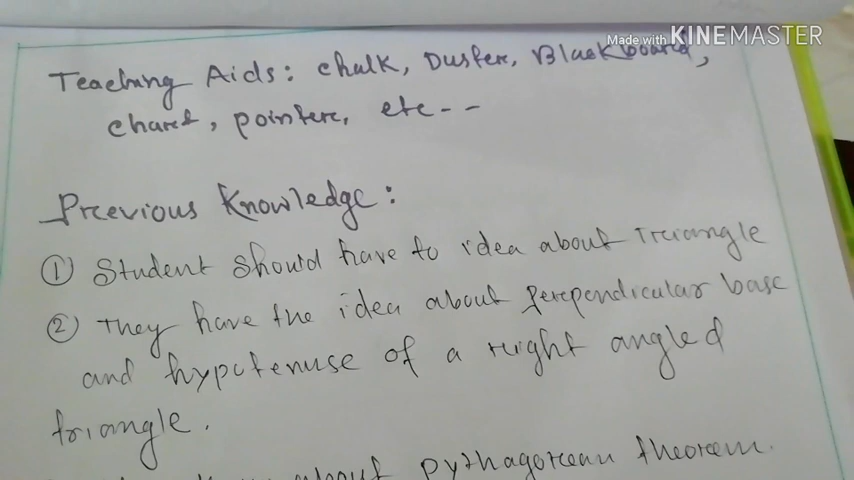 Made with KINEMASTER
Teaching Aids: chalk, Duster, Blackboard,
chart, pointer, etc--
Previous Knowledge:
① Student should have to idea about Triangle
② They have the idea about perpendicular base
and hypotenuse of a right angled
triangle.
about pythagorean theorem.